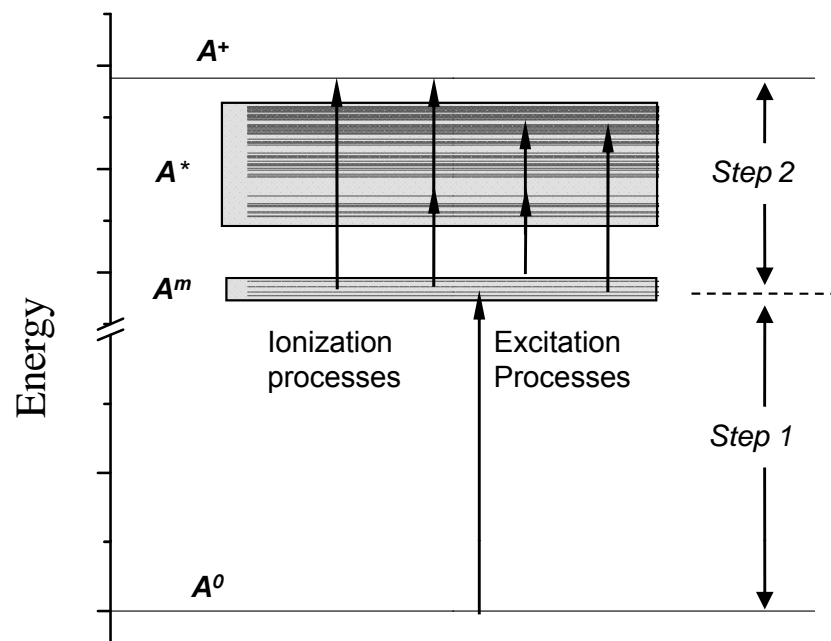 A⁺
A*
Step 2
Aᵐ
Ionization
processes
Excitation
Processes
Energy
Step 1
A⁰